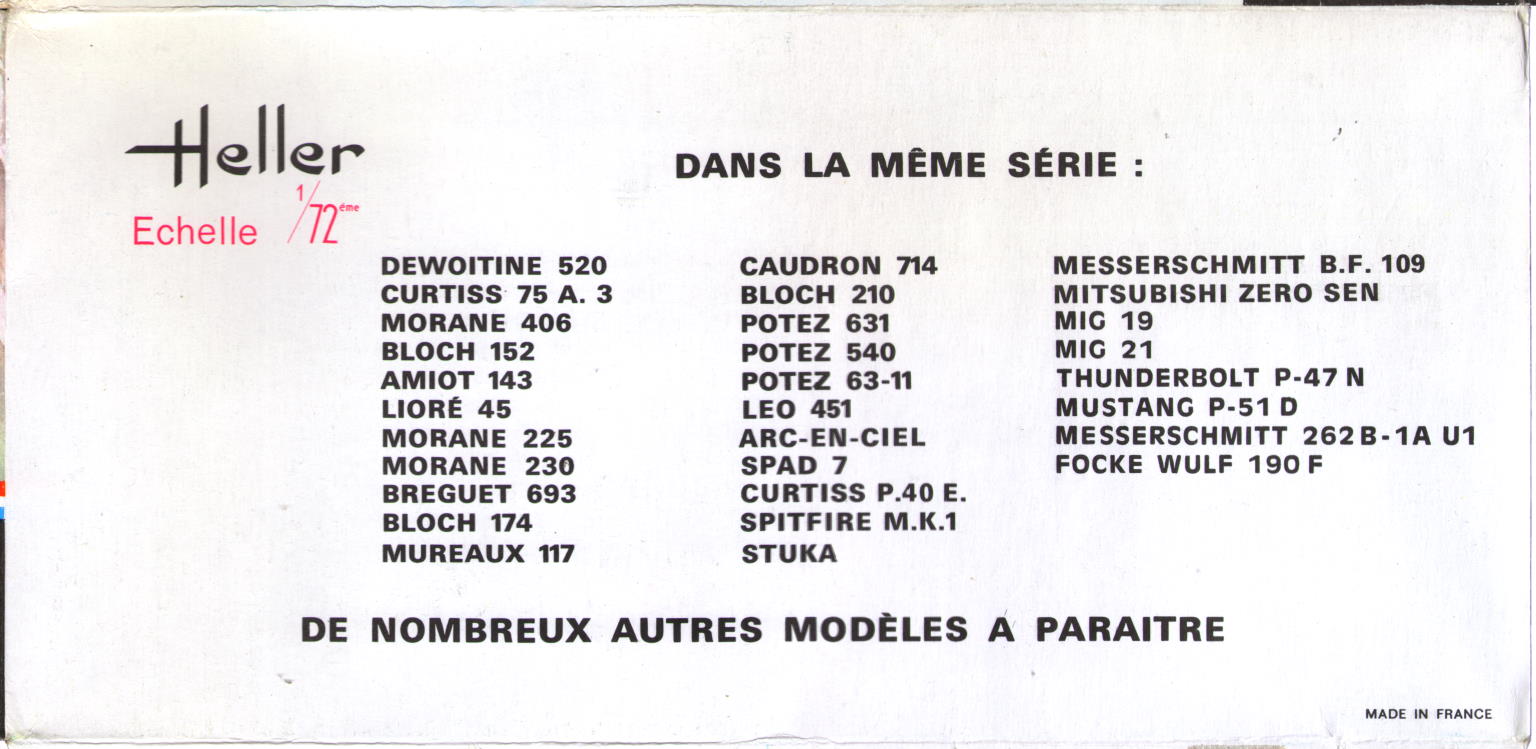 Heller
Echelle 1/72ème
DANS LA MÊME SÉRIE :
DEWOITINE 520
CURTISS 75 A. 3
MORANE 406
BLOCH 152
AMIOT 143
LIORÉ 45
MORANE 225
MORANE 230
BREGUET 693
BLOCH 174
MUREAUX 117
CAUDRON 714
BLOCH 210
POTEZ 631
POTEZ 540
POTEZ 63-11
LEO 451
ARC-EN-CIEL
SPAD 7
CURTISS P.40 E.
SPITFIRE M.K.1
STUKA
MESSERSCHMITT B.F. 109
MITSUBISHI ZERO SEN
MIG 19
MIG 21
THUNDERBOLT P-47 N
MUSTANG P-51 D
MESSERSCHMITT 262 B-1A U1
FOCKE WULF 190 F
DE NOMBREUX AUTRES MODÈLES A PARAITRE
MADE IN FRANCE